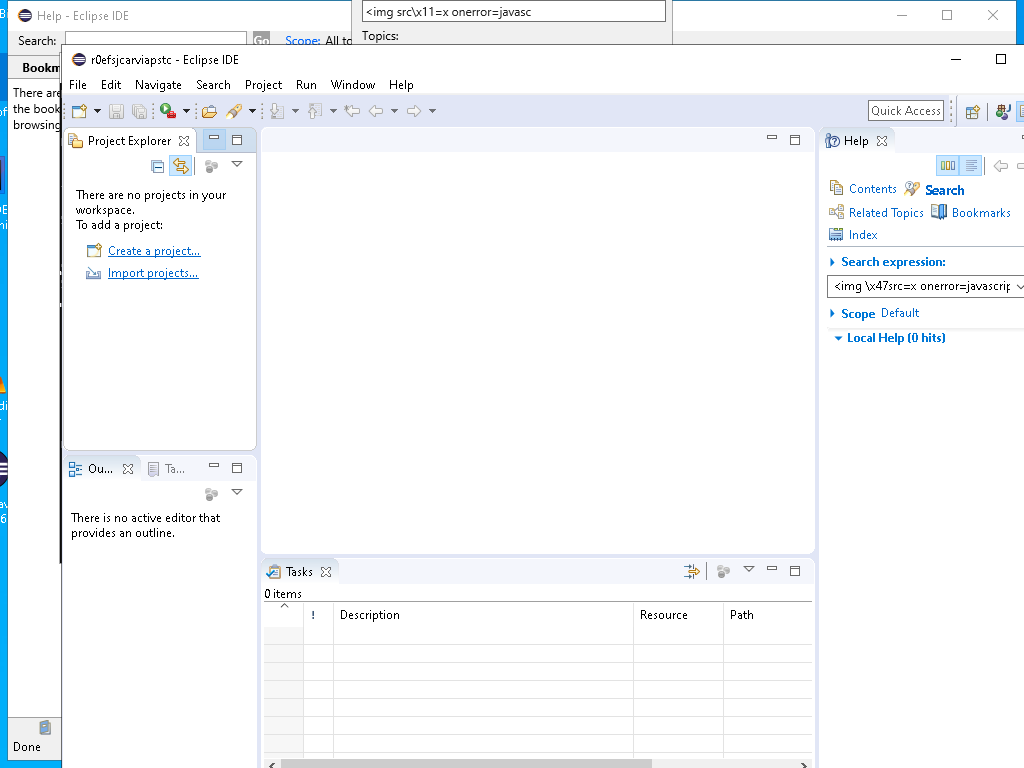 Help - Eclipse IDE
<img src\x11=x onerror=javasc
Search:
Go
Scope: All to
Topics:
Bookm
There are
the book
browsing
r0efsjcarviapstc - Eclipse IDE
File Edit Navigate Search Project Run Window Help
Quick Access
Project Explorer
There are no projects in your
workspace.
To add a project:
Create a project...
Import projects...
Ou...
Ta...
There is no active editor that
provides an outline.
Tasks
0 items
! Description Resource Path
Help
Contents Search
Related Topics Bookmarks
Index
Search expression:
<img \x47src=x onerror=javascrip
Scope Default
Local Help (0 hits)
Done